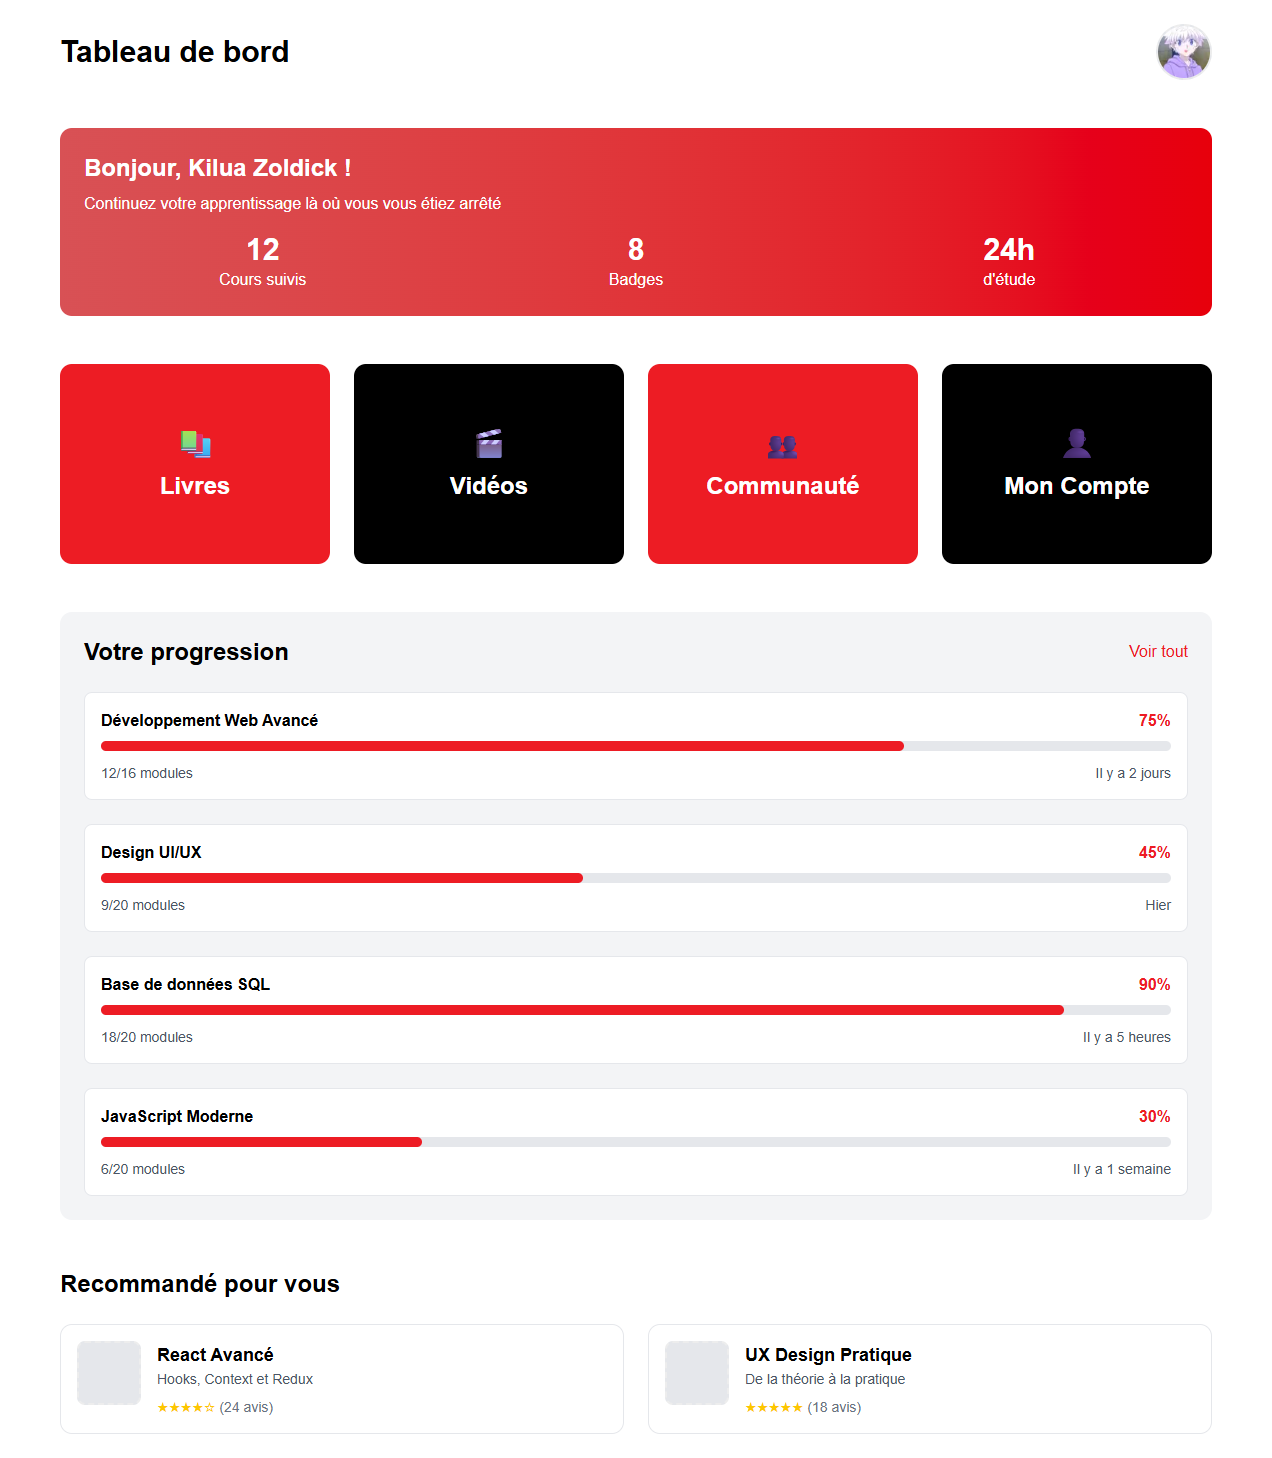 Tableau de bord
Bonjour, Kilua Zoldick !
Continuez votre apprentissage là où vous vous étiez arrêté
12
Cours suivis
8
Badges
24h
d'étude
Livres
Vidéos
Communauté
Mon Compte
Votre progression
Voir tout
Développement Web Avancé
75%
12/16 modules
Il y a 2 jours
Design UI/UX
45%
9/20 modules
Hier
Base de données SQL
90%
18/20 modules
Il y a 5 heures
JavaScript Moderne
30%
6/20 modules
Il y a 1 semaine
Recommandé pour vous
React Avancé
Hooks, Context et Redux
★★★★☆ (24 avis)
UX Design Pratique
De la théorie à la pratique
★★★★★ (18 avis)